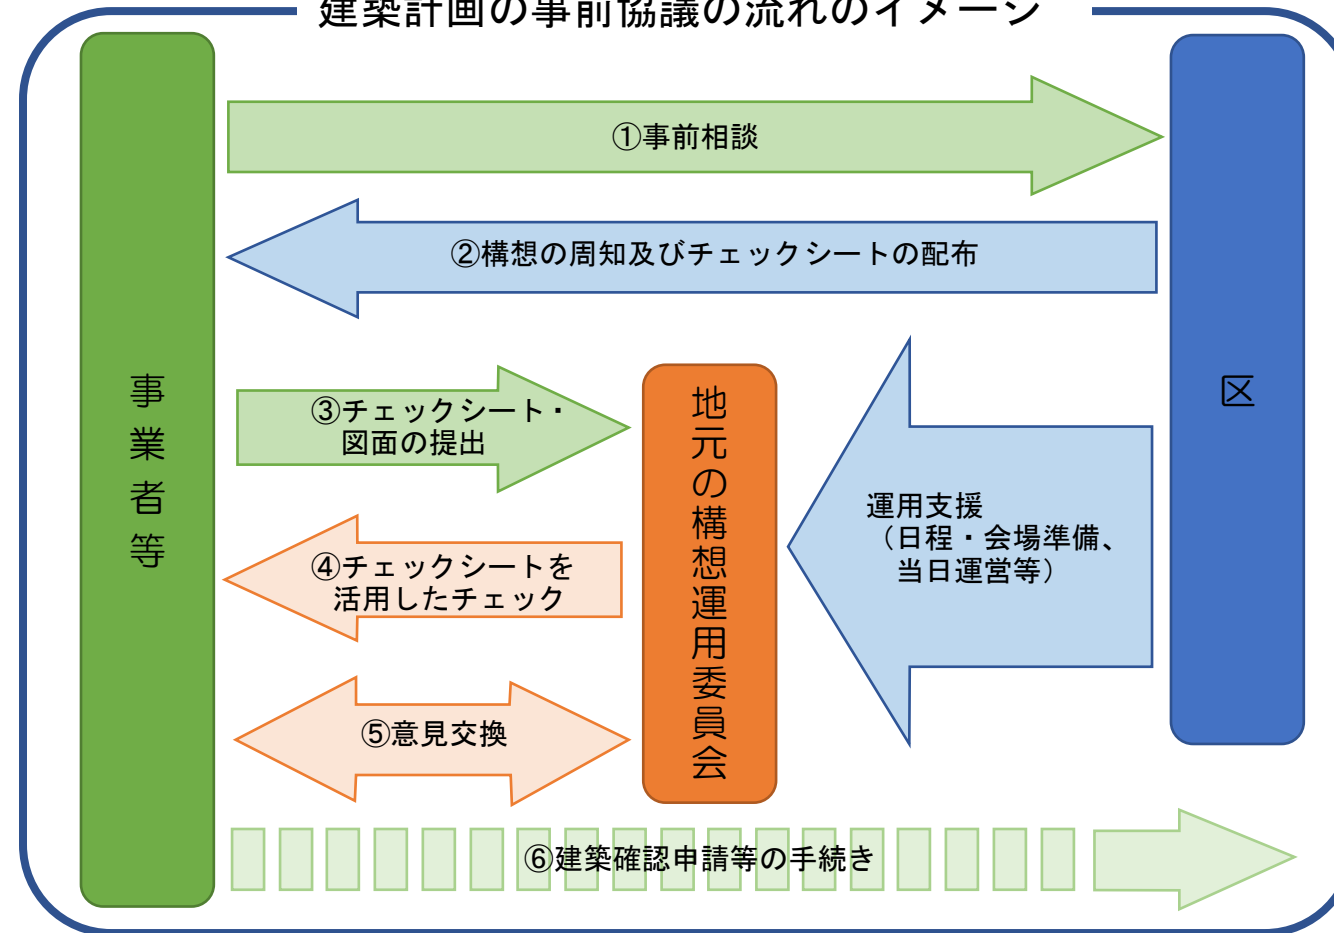 建築計画の事前協議の流れのイメージ
①事前相談
②構想の周知及びチェックシートの配布
事業者等
区
③チェックシート・
図面の提出
地元の構想運用委員会
運用支援
（日程・会場準備、
当日運営等）
④チェックシートを
活用したチェック
⑤意見交換
⑥建築確認申請等の手続き